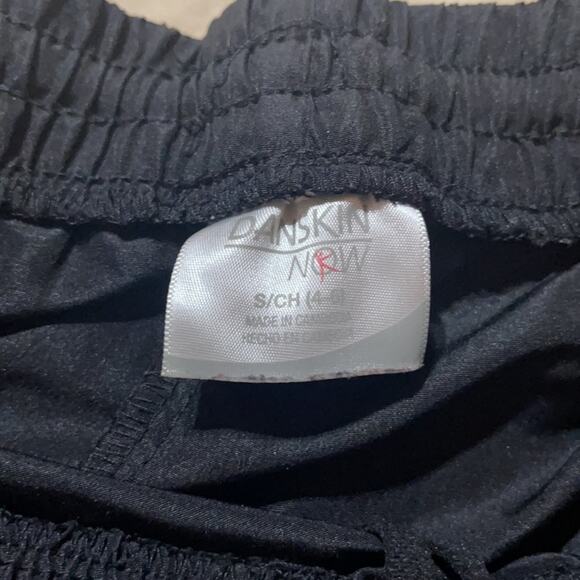 DANSKIN
NOW
S/CH (4-6)
MADE IN CAMBODIA
HECHO EN